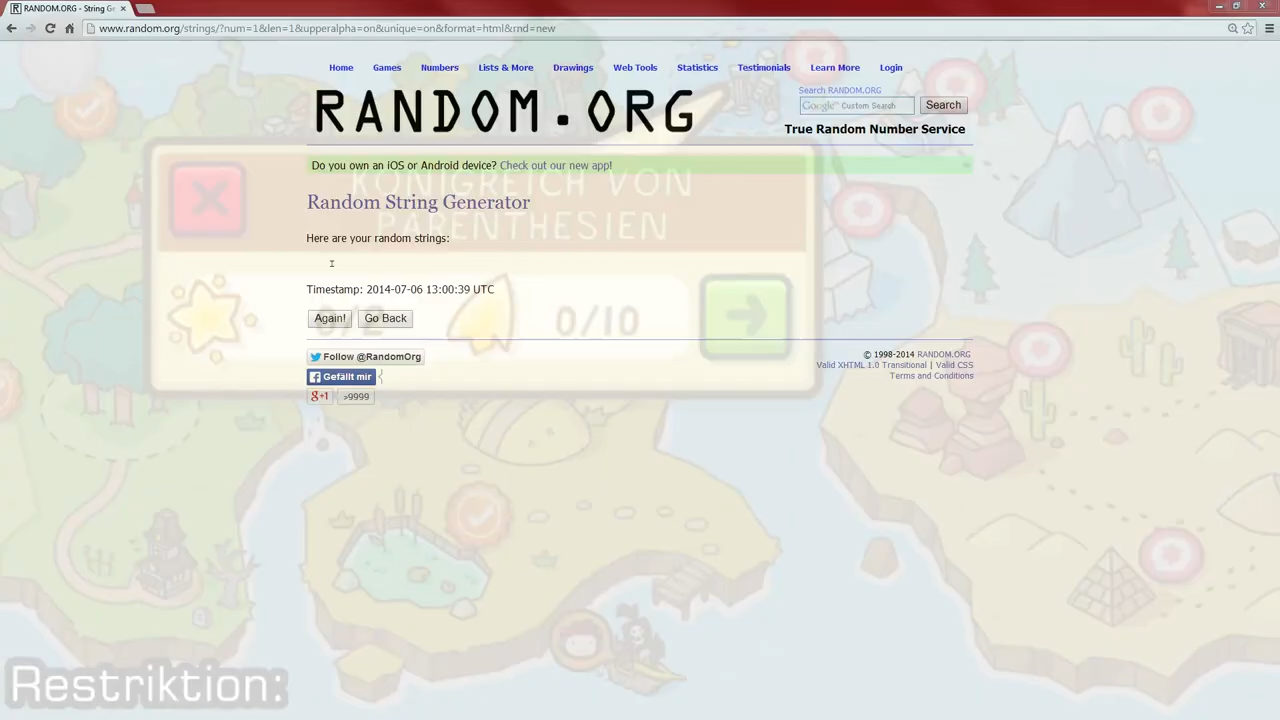 RANDOM.ORG - String Ge
www.random.org/strings/?num=1&len=1&upperalpha=on&unique=on&format=html&rnd=new
Home Games Numbers Lists & More Drawings Web Tools Statistics Testimonials Learn More Login
RANDOM.ORG
Search RANDOM.ORG
Google™ Custom Search Search
True Random Number Service
Do you own an iOS or Android device? Check out our new app!
KÖNIGREICH VON
PARENTHESIEN
Random String Generator
Here are your random strings:
Timestamp: 2014-07-06 13:00:39 UTC
Again! Go Back
0/10
Follow @RandomOrg
Gefällt mir
g+1 >9999
© 1998-2014 RANDOM.ORG
Valid XHTML 1.0 Transitional | Valid CSS
Terms and Conditions
Restriktion: